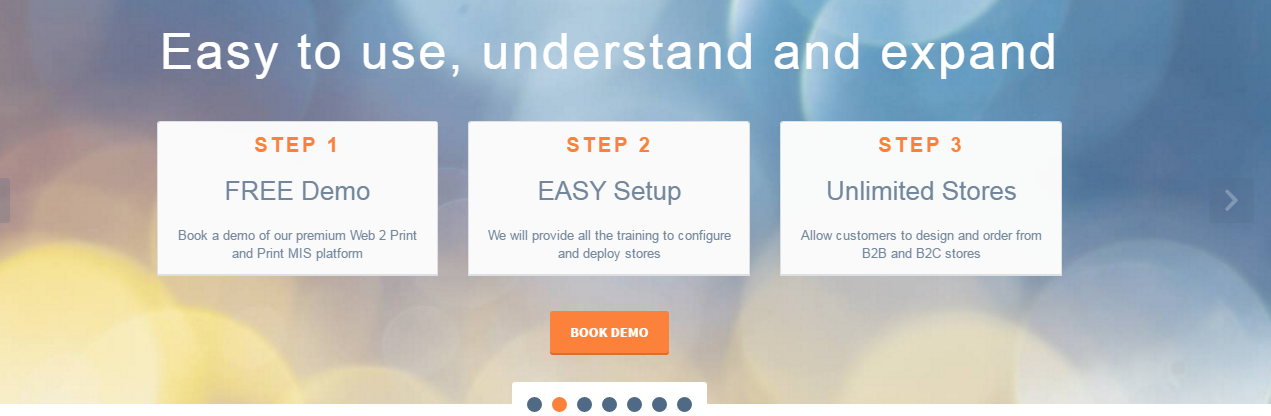 Easy to use, understand and expand
STEP 1
FREE Demo
Book a demo of our premium Web 2 Print
and Print MIS platform
STEP 2
EASY Setup
We will provide all the training to configure
and deploy stores
STEP 3
Unlimited Stores
Allow customers to design and order from
B2B and B2C stores
BOOK DEMO